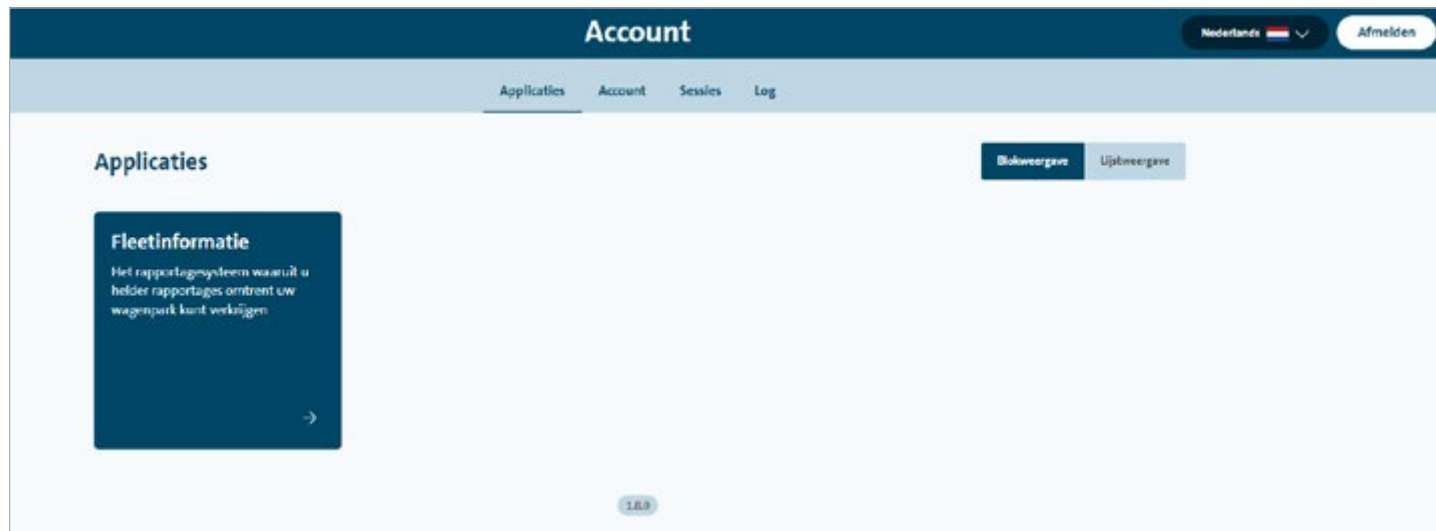 Account
Nederlands
Afmelden
Applicaties Account Sessies Log
Applicaties
Blokweergave Lijstweergave
Fleetinformatie
Het rapportagesysteem waaruit u
helder rapportages omtrent uw
wagenpark kunt verkrijgen
1.8.0